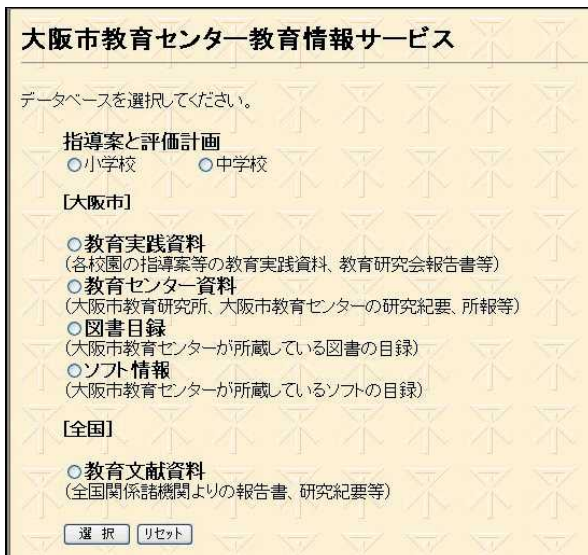 大阪市教育センター教育情報サービス
データベースを選択してください。
指導案と評価計画
○小学校 ○中学校
[大阪市]
○教育実践資料
(各校園の指導案等の教育実践資料、教育研究会報告書等)
○教育センター資料
(大阪市教育研究所、大阪市教育センターの研究紀要、所報等)
○図書目録
(大阪市教育センターが所蔵している図書の目録)
○ソフト情報
(大阪市教育センターが所蔵しているソフトの目録)
[全国]
○教育文献資料
(全国関係諸機関よりの報告書、研究紀要等)
選 択 リセット